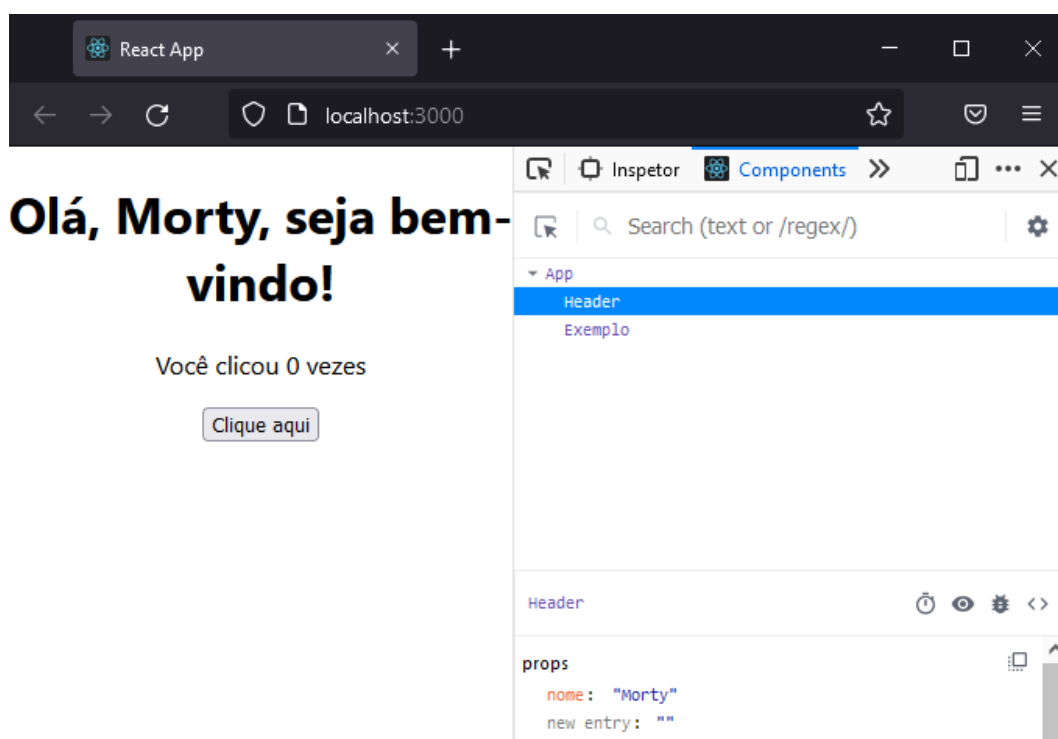 React App
localhost:3000
Inspetor
Components
Olá, Morty, seja bem-
vindo!
Você clicou 0 vezes
Clique aqui
Search (text or /regex/)
App
Header
Exemplo
Header
props
nome: "Morty"
new entry: ""